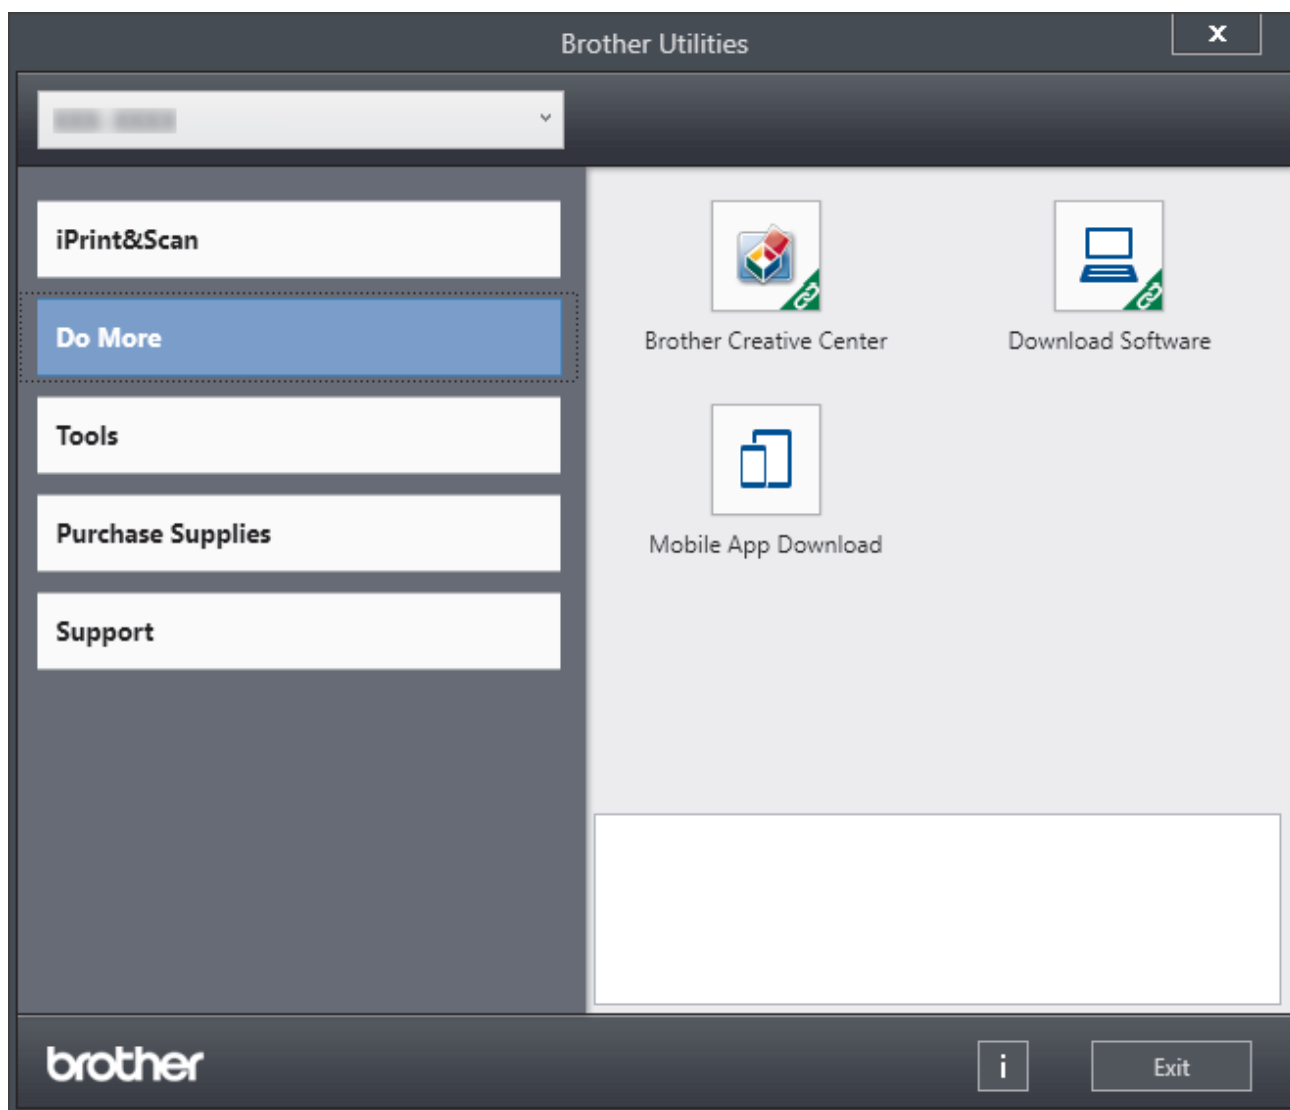 Brother Utilities
X
iPrint&Scan
Do More
Tools
Purchase Supplies
Support
Brother Creative Center
Download Software
Mobile App Download
brother
i
Exit